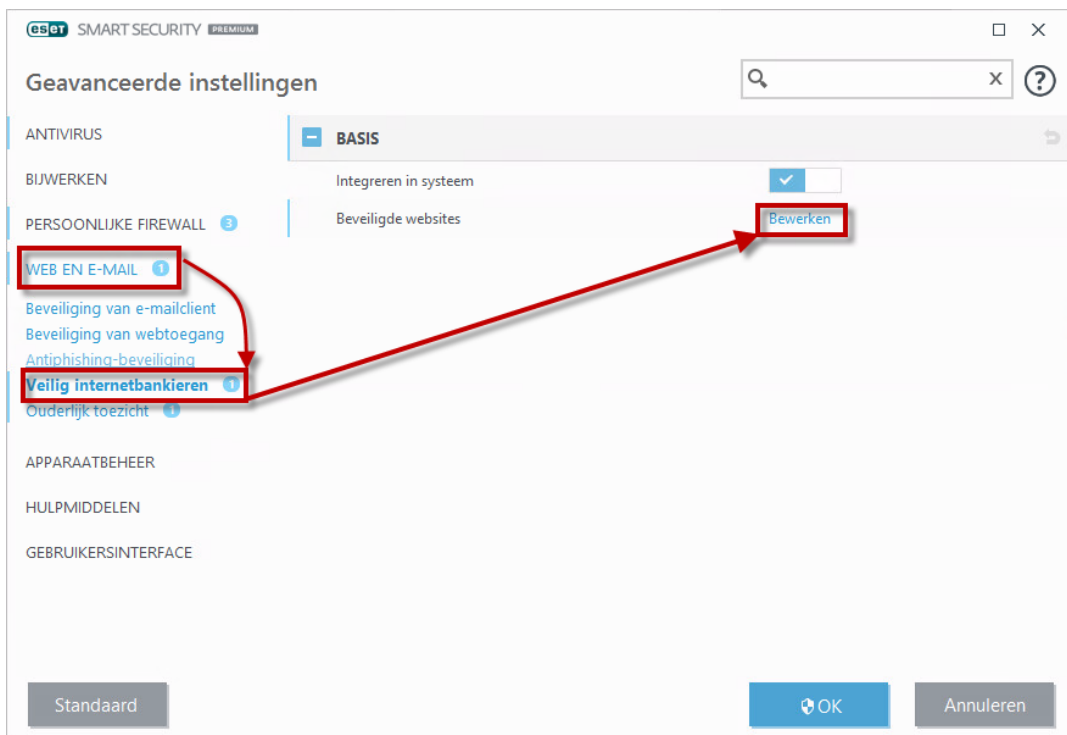 eset SMART SECURITY PREMIUM
Geavanceerde instellingen
x
?
ANTIVIRUS
BIJWERKEN
PERSOONLIJKE FIREWALL 3
WEB EN E-MAIL 1
Beveiliging van e-mailclient
Beveiliging van webtoegang
Antiphishing-beveiliging
Veilig internetbankieren 1
Ouderlijk toezicht 1
APPARAATBEHEER
HULPMIDDELEN
GEBRUIKERSINTERFACE
BASIS
Integreren in systeem
Beveiligde websites Bewerken
Standaard
OK
Annuleren